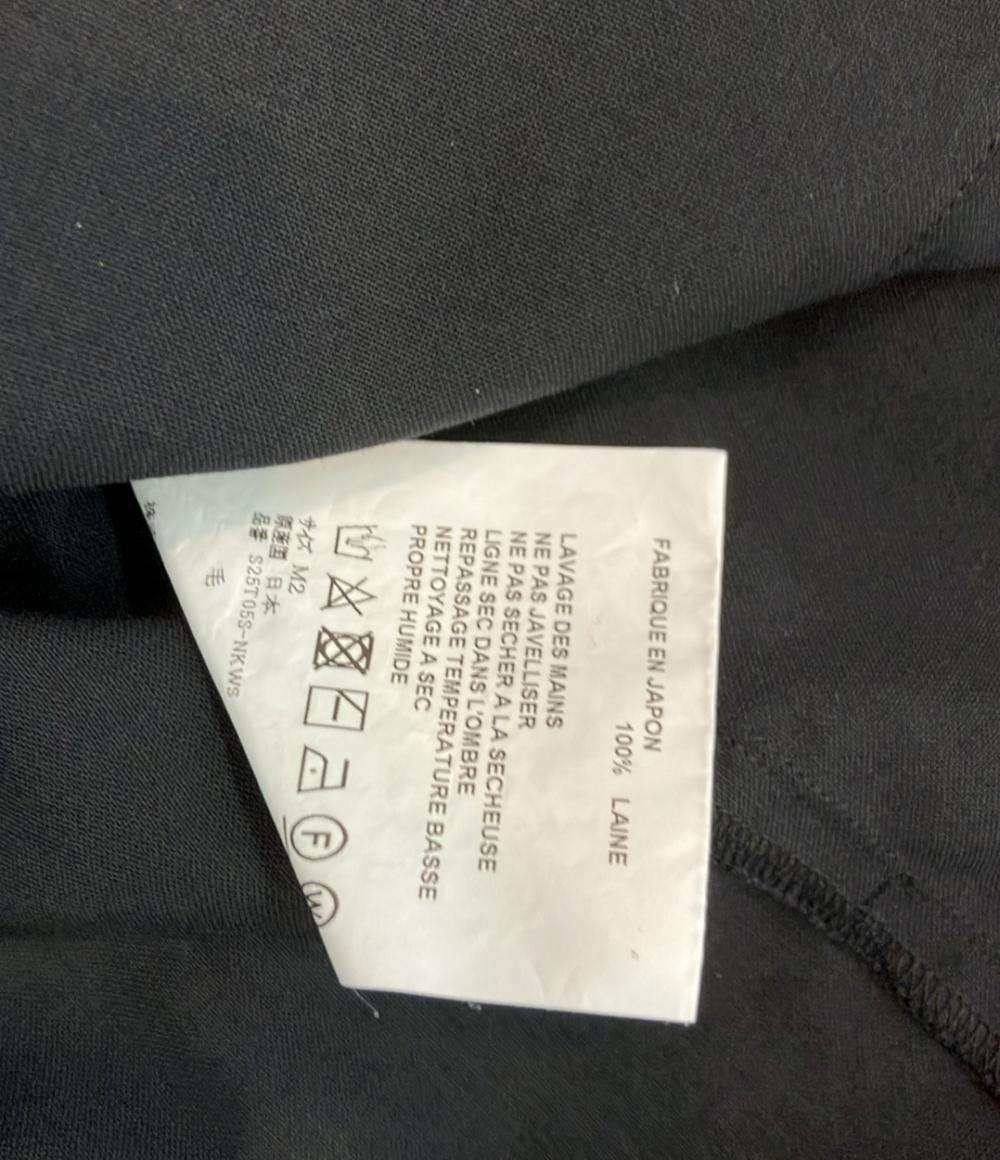 FABRIQUE EN JAPON
100% LAINE
LAVAGE DES MAINS
NE PAS JAVELLISER
NE PAS SECHER A LA SECHEUSE
LIGNE SEC DANS L'OMBRE
REPASSAGE TEMPERATURE BASSE
NETTOYAGE A SEC
PROPRE HUMIDE
F W
サイズ M2
原産国 日本
品番 S25T05S-NKWs
毛